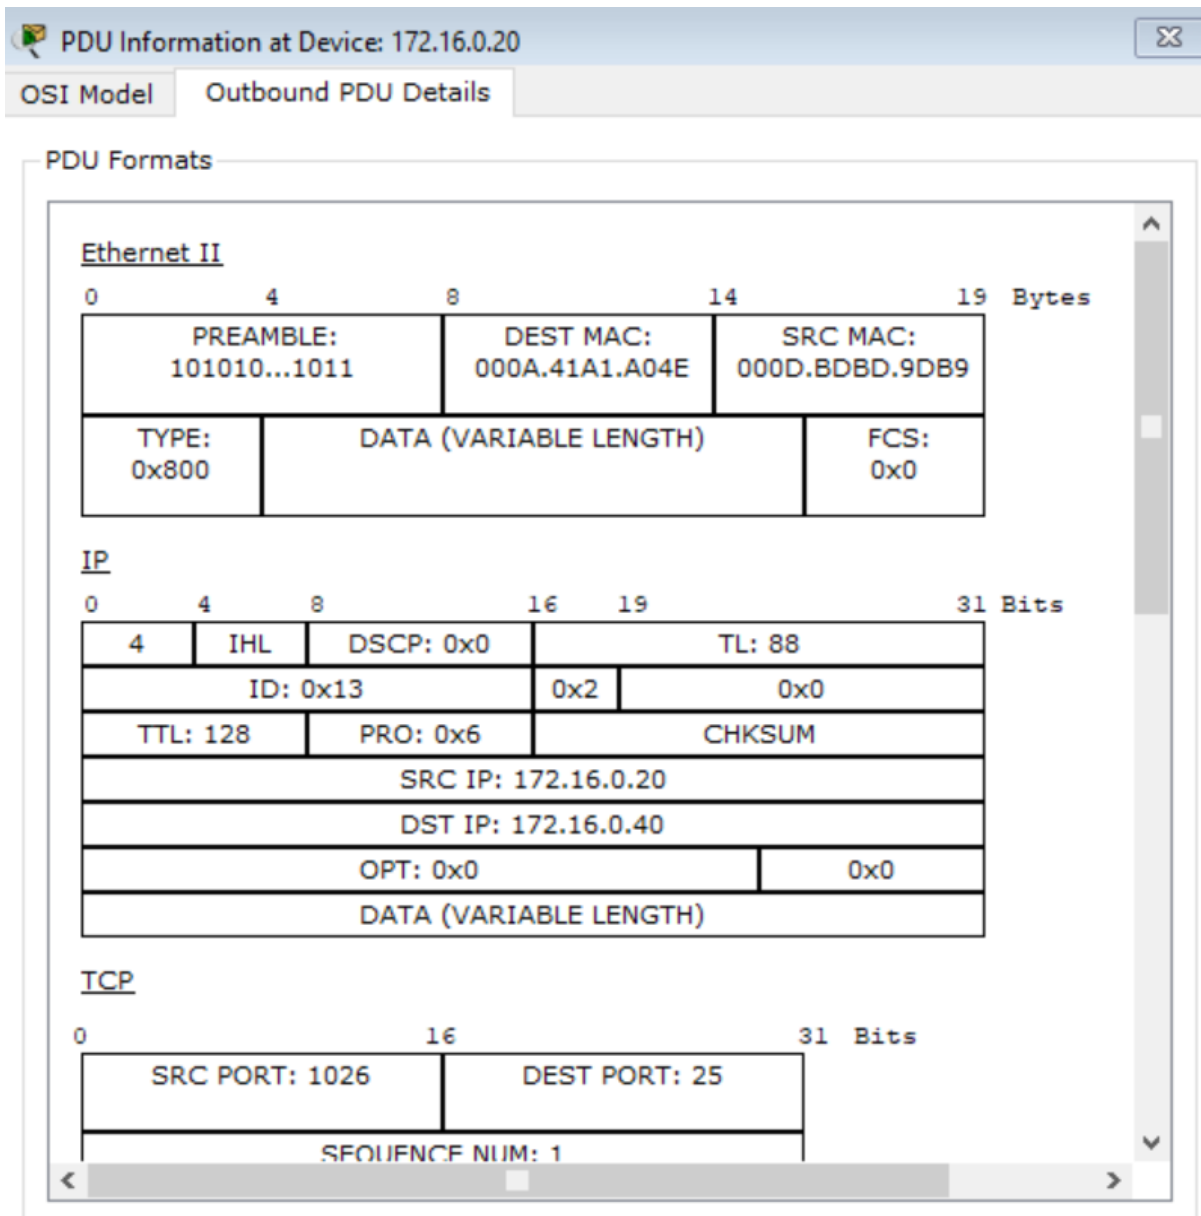 PDU Information at Device: 172.16.0.20
OSI Model Outbound PDU Details
PDU Formats
Ethernet II
0 4 8 14 19 Bytes
PREAMBLE: DEST MAC: SRC MAC:
101010...1011 000A.41A1.A04E 000D.BDBD.9DB9
TYPE: DATA (VARIABLE LENGTH) FCS:
0x800 0x0
IP
0 4 8 16 19 31 Bits
4 IHL DSCP: 0x0 TL: 88
ID: 0x13 0x2 0x0
TTL: 128 PRO: 0x6 CHKSUM
SRC IP: 172.16.0.20
DST IP: 172.16.0.40
OPT: 0x0 0x0
DATA (VARIABLE LENGTH)
TCP
0 16 31 Bits
SRC PORT: 1026 DEST PORT: 25
SEQUENCE NUM: 1